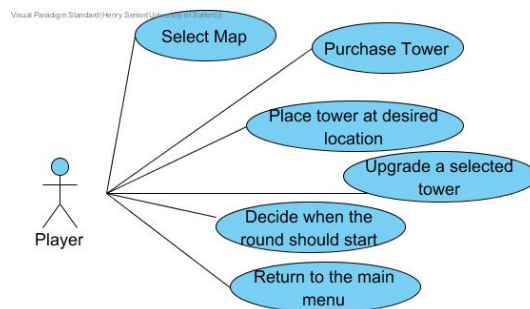 Visual Paradigm Standard(Henry Senior(University of Salford))
Select Map
Purchase Tower
Place tower at desired
location
Upgrade a selected
tower
Player
Decide when the
round should start
Return to the main
menu